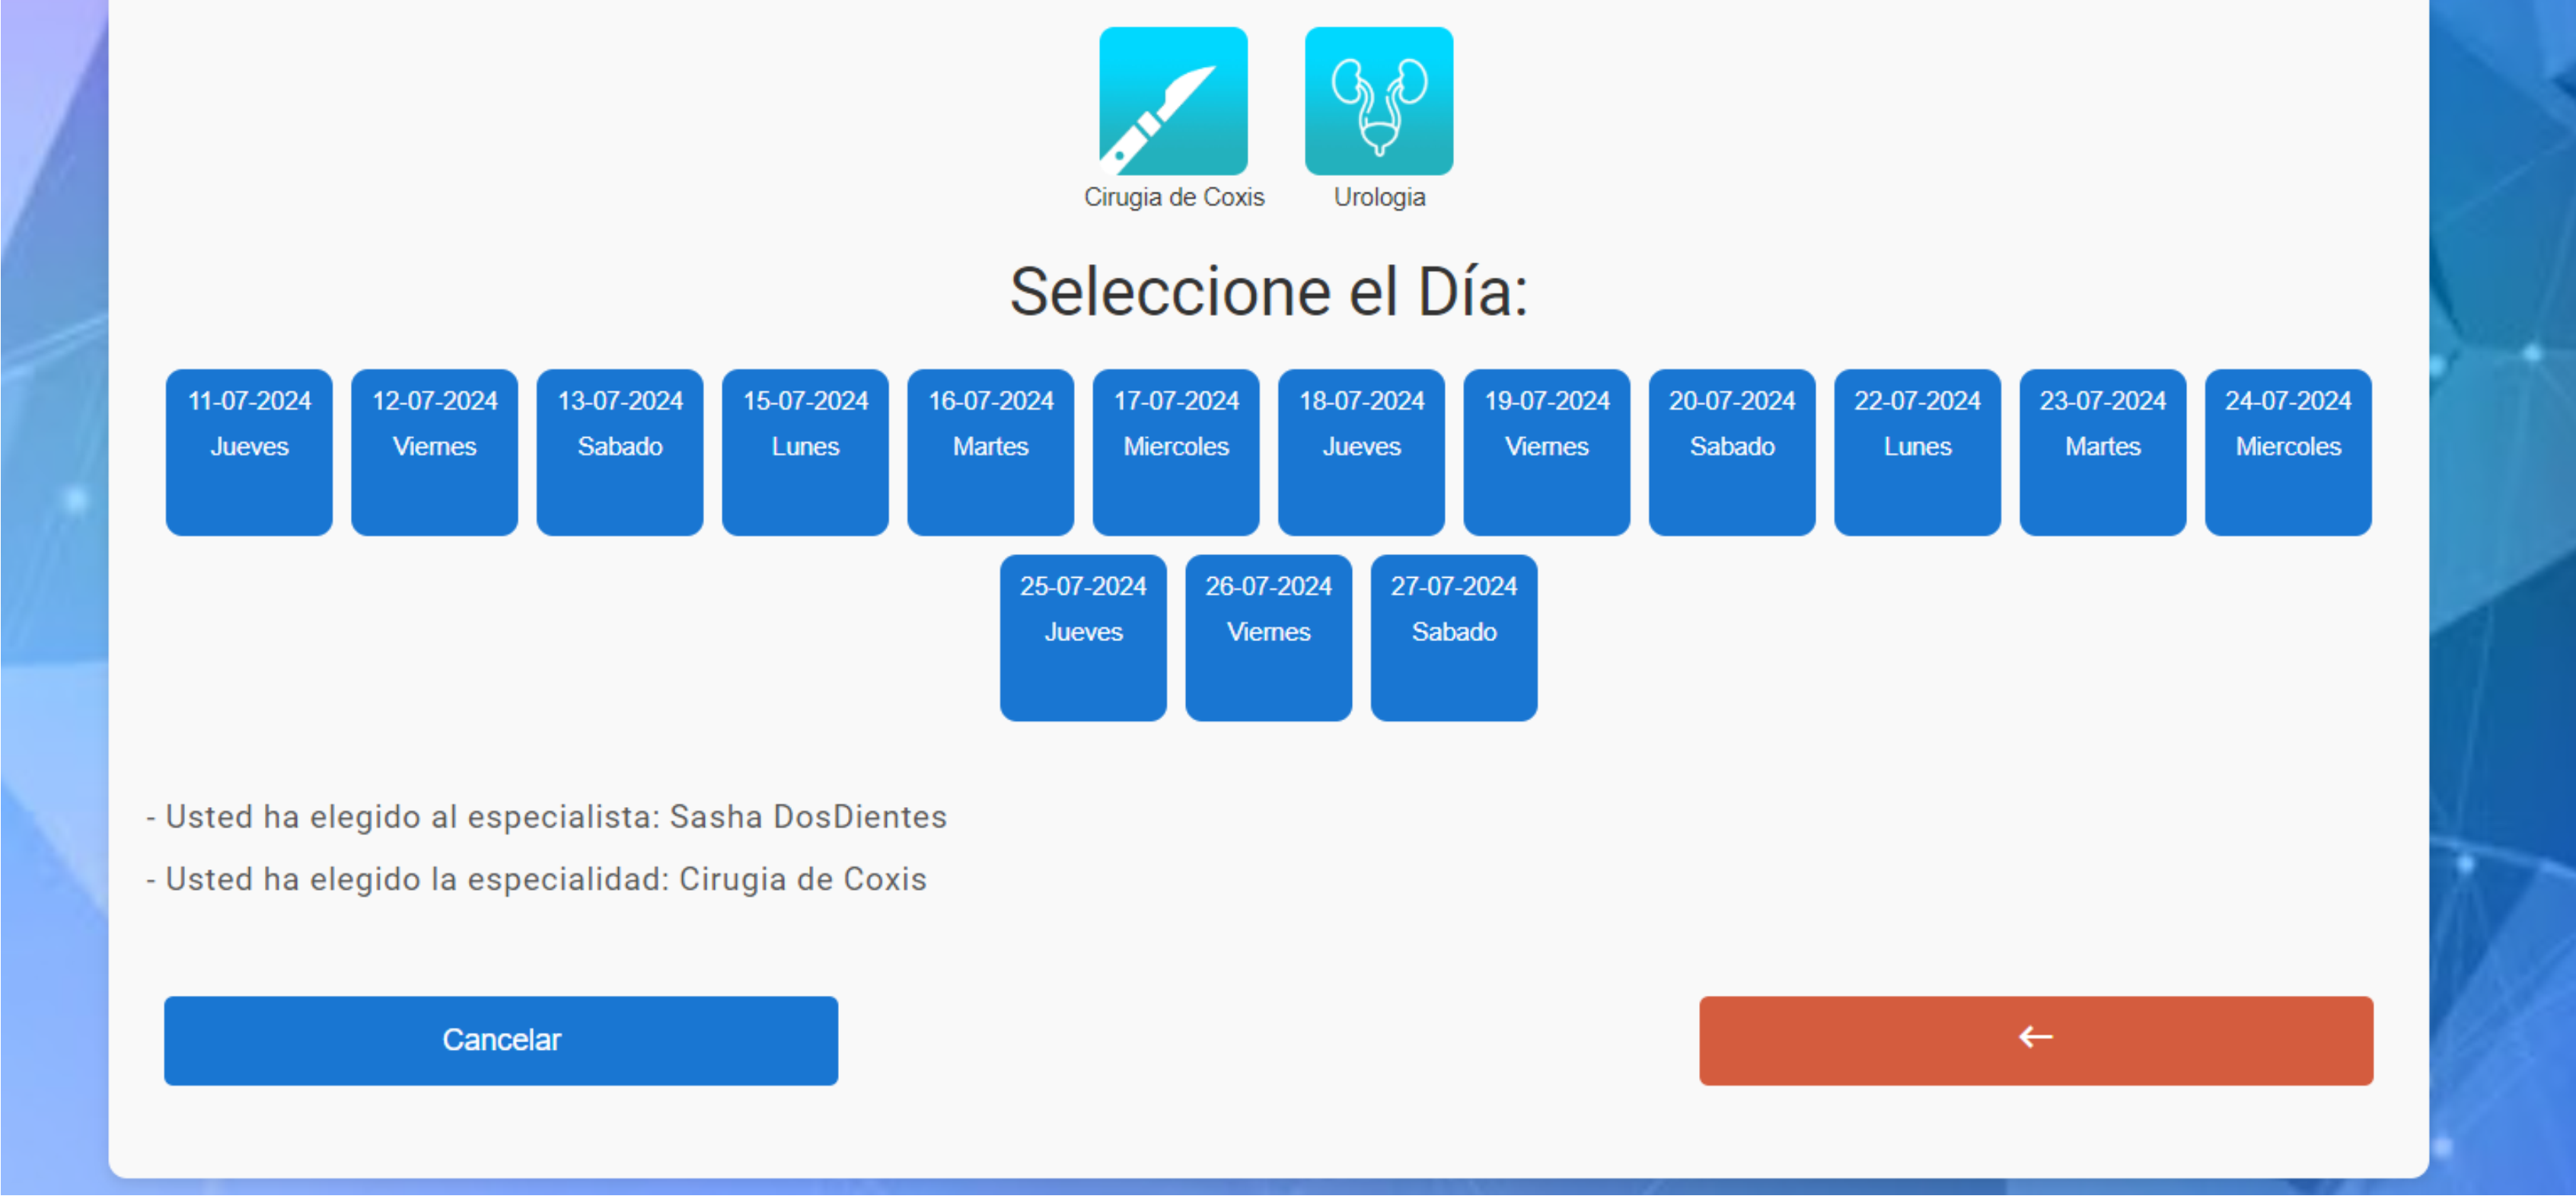 Cirugia de Coxis Urologia
Seleccione el Día:
11-07-2024 12-07-2024 13-07-2024 15-07-2024 16-07-2024 17-07-2024 18-07-2024 19-07-2024 20-07-2024 22-07-2024 23-07-2024 24-07-2024
Jueves Viernes Sabado Lunes Martes Miercoles Jueves Viernes Sabado Lunes Martes Miercoles
25-07-2024 26-07-2024 27-07-2024
Jueves Viernes Sabado
- Usted ha elegido al especialista: Sasha DosDientes
- Usted ha elegido la especialidad: Cirugia de Coxis
Cancelar ←